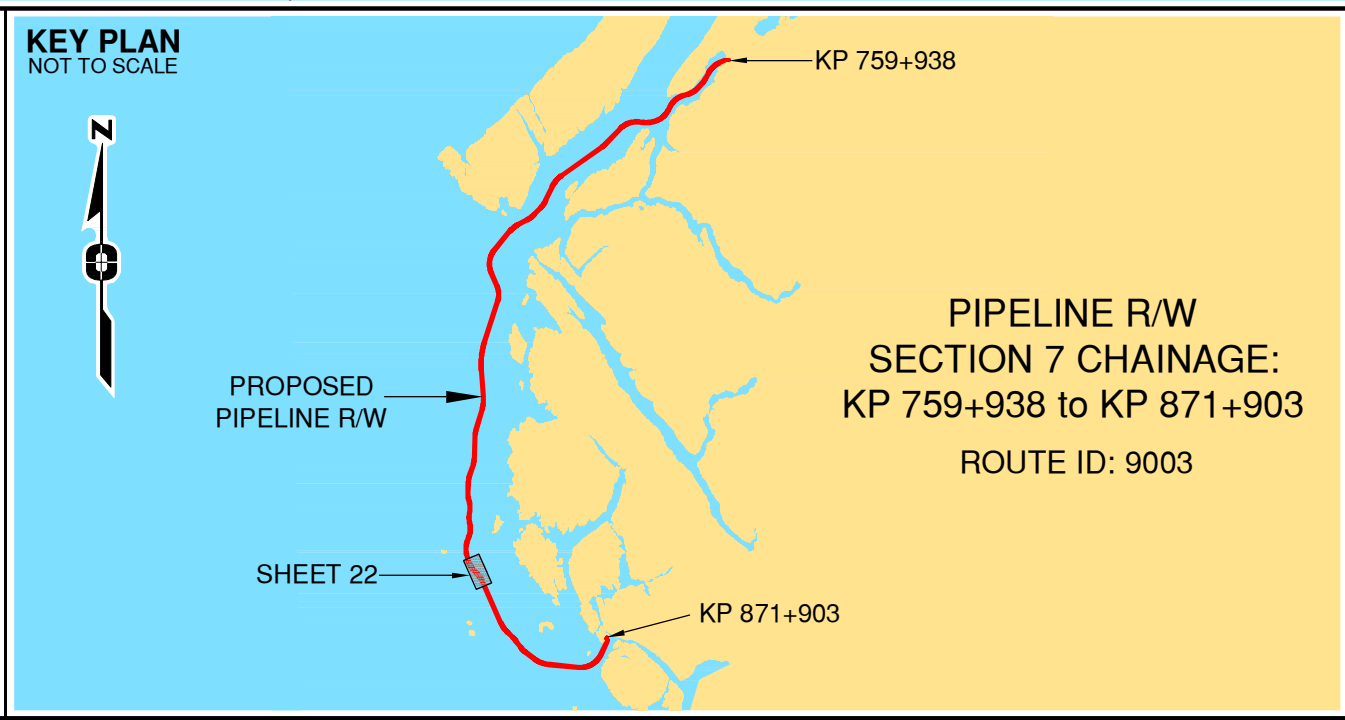 KEY PLAN
NOT TO SCALE
N
KP 759+938
PROPOSED
PIPELINE R/W
PIPELINE R/W
SECTION 7 CHAINAGE:
KP 759+938 to KP 871+903
ROUTE ID: 9003
SHEET 22
KP 871+903